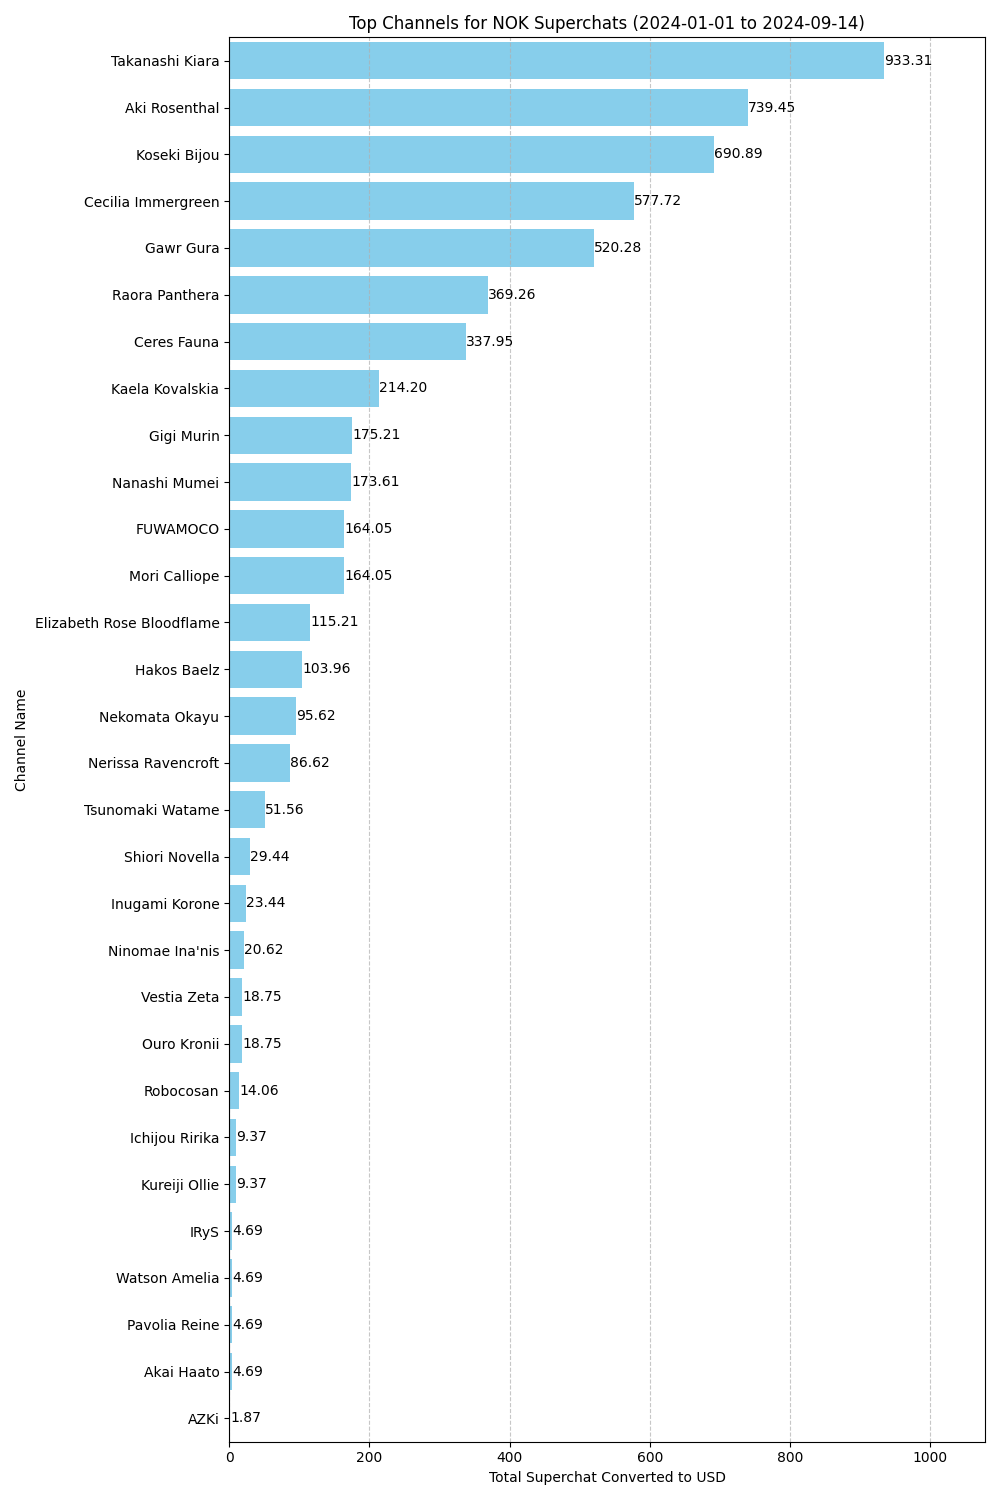 Top Channels for NOK Superchats (2024-01-01 to 2024-09-14)
Takanashi Kiara 933.31
Aki Rosenthal 739.45
Koseki Bijou 690.89
Cecilia Immergreen 577.72
Gawr Gura 520.28
Raora Panthera 369.26
Ceres Fauna 337.95
Kaela Kovalskia 214.20
Gigi Murin 175.21
Nanashi Mumei 173.61
FUWAMOCO 164.05
Mori Calliope 164.05
Elizabeth Rose Bloodflame 115.21
Hakos Baelz 103.96
Nekomata Okayu 95.62
Nerissa Ravencroft 86.62
Tsunomaki Watame 51.56
Shiori Novella 29.44
Inugami Korone 23.44
Ninomae Ina'nis 20.62
Vestia Zeta 18.75
Ouro Kronii 18.75
Robocosan 14.06
Ichijou Ririka 9.37
Kureiji Ollie 9.37
IRyS 4.69
Watson Amelia 4.69
Pavolia Reine 4.69
Akai Haato 4.69
AZKi 1.87
Channel Name
0 200 400 600 800 1000
Total Superchat Converted to USD